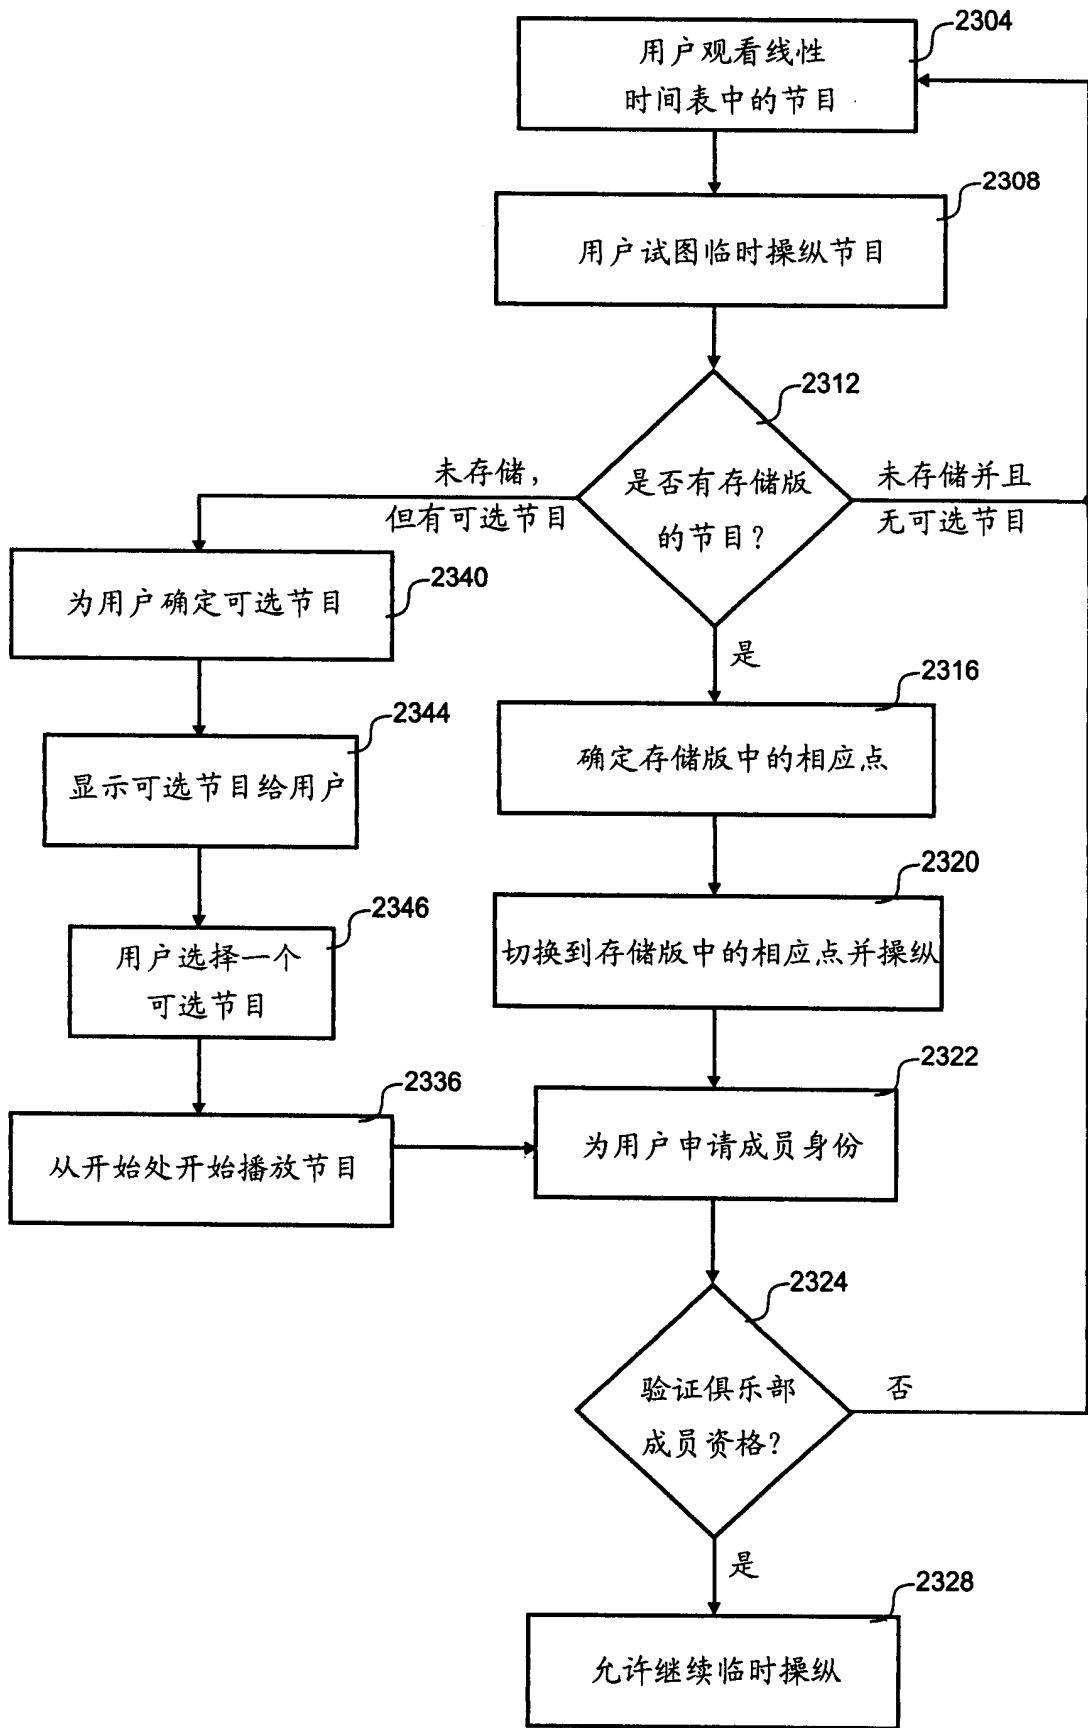 2304
用户观看线性
时间表中的节目
2308
用户试图临时操纵节目
2312
是否有存储版
的节目?
未存储,
但有可选节目
未存储并且
无可选节目
2340
为用户确定可选节目
是
2316
确定存储版中的相应点
2344
显示可选节目给用户
2320
切换到存储版中的相应点并操纵
2346
用户选择一个
可选节目
2322
为用户申请成员身份
2336
从开始处开始播放节目
2324
验证俱乐部
成员资格?
否
是
2328
允许继续临时操纵